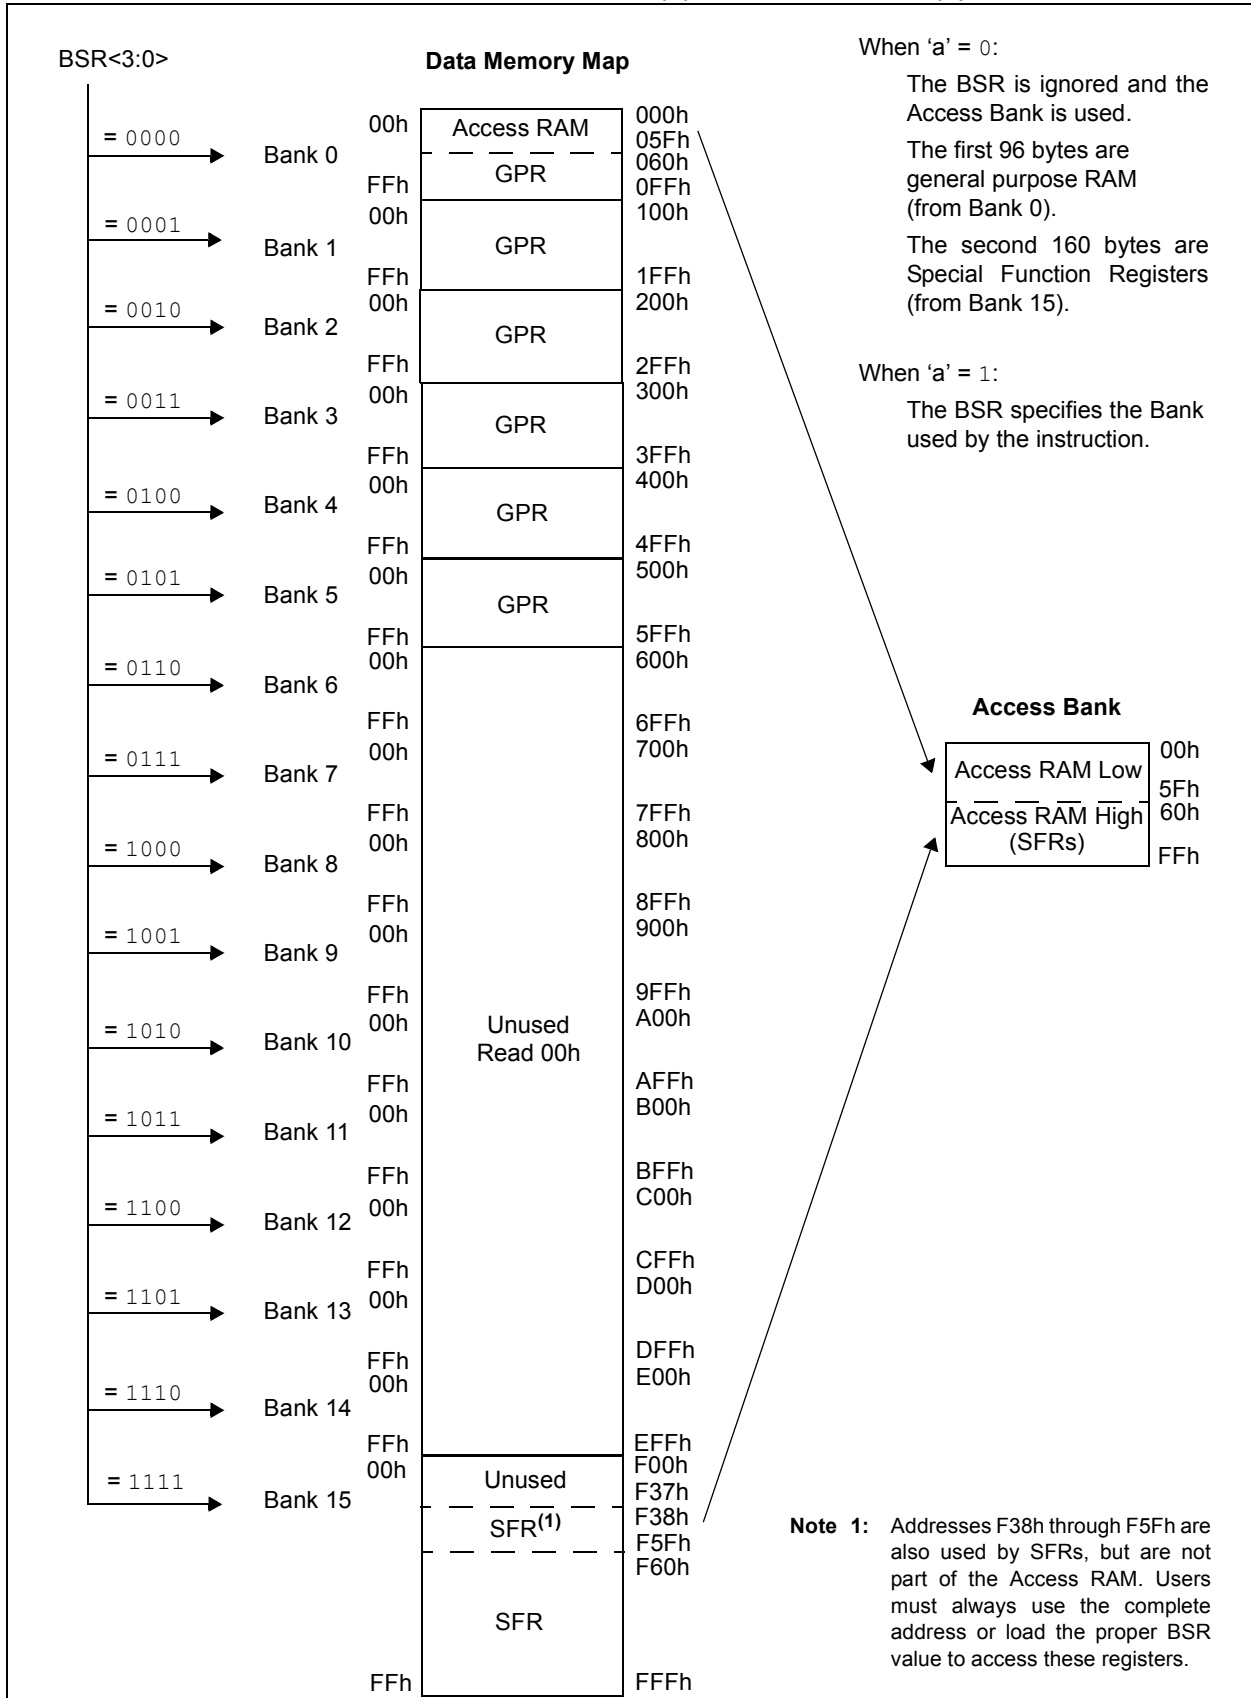 BSR<3:0>
Data Memory Map
When ‘a’ = 0:
The BSR is ignored and the
Access Bank is used.
The first 96 bytes are
general purpose RAM
(from Bank 0).
The second 160 bytes are
Special Function Registers
(from Bank 15).
When ‘a’ = 1:
The BSR specifies the Bank
used by the instruction.
= 0000
Bank 0
00h
Access RAM
000h
05Fh
GPR
060h
FFh
0FFh
= 0001
Bank 1
00h
GPR
100h
FFh
1FFh
= 0010
Bank 2
00h
GPR
200h
FFh
2FFh
= 0011
Bank 3
00h
GPR
300h
FFh
3FFh
= 0100
Bank 4
00h
GPR
400h
FFh
4FFh
= 0101
Bank 5
00h
GPR
500h
FFh
5FFh
= 0110
Bank 6
00h
600h
FFh
6FFh
= 0111
Bank 7
00h
700h
FFh
7FFh
= 1000
Bank 8
00h
800h
FFh
8FFh
= 1001
Bank 9
00h
900h
FFh
9FFh
= 1010
Bank 10
00h
Unused
Read 00h
A00h
FFh
AFFh
= 1011
Bank 11
00h
B00h
FFh
BFFh
= 1100
Bank 12
00h
C00h
FFh
CFFh
= 1101
Bank 13
00h
D00h
FFh
DFFh
= 1110
Bank 14
00h
E00h
FFh
EFFh
= 1111
Bank 15
00h
Unused
F00h
F37h
SFR(1)
F38h
F5Fh
F60h
SFR
FFh
FFFh
Access Bank
Access RAM Low
00h
5Fh
Access RAM High
(SFRs)
60h
FFh
Note 1: Addresses F38h through F5Fh are
also used by SFRs, but are not
part of the Access RAM. Users
must always use the complete
address or load the proper BSR
value to access these registers.